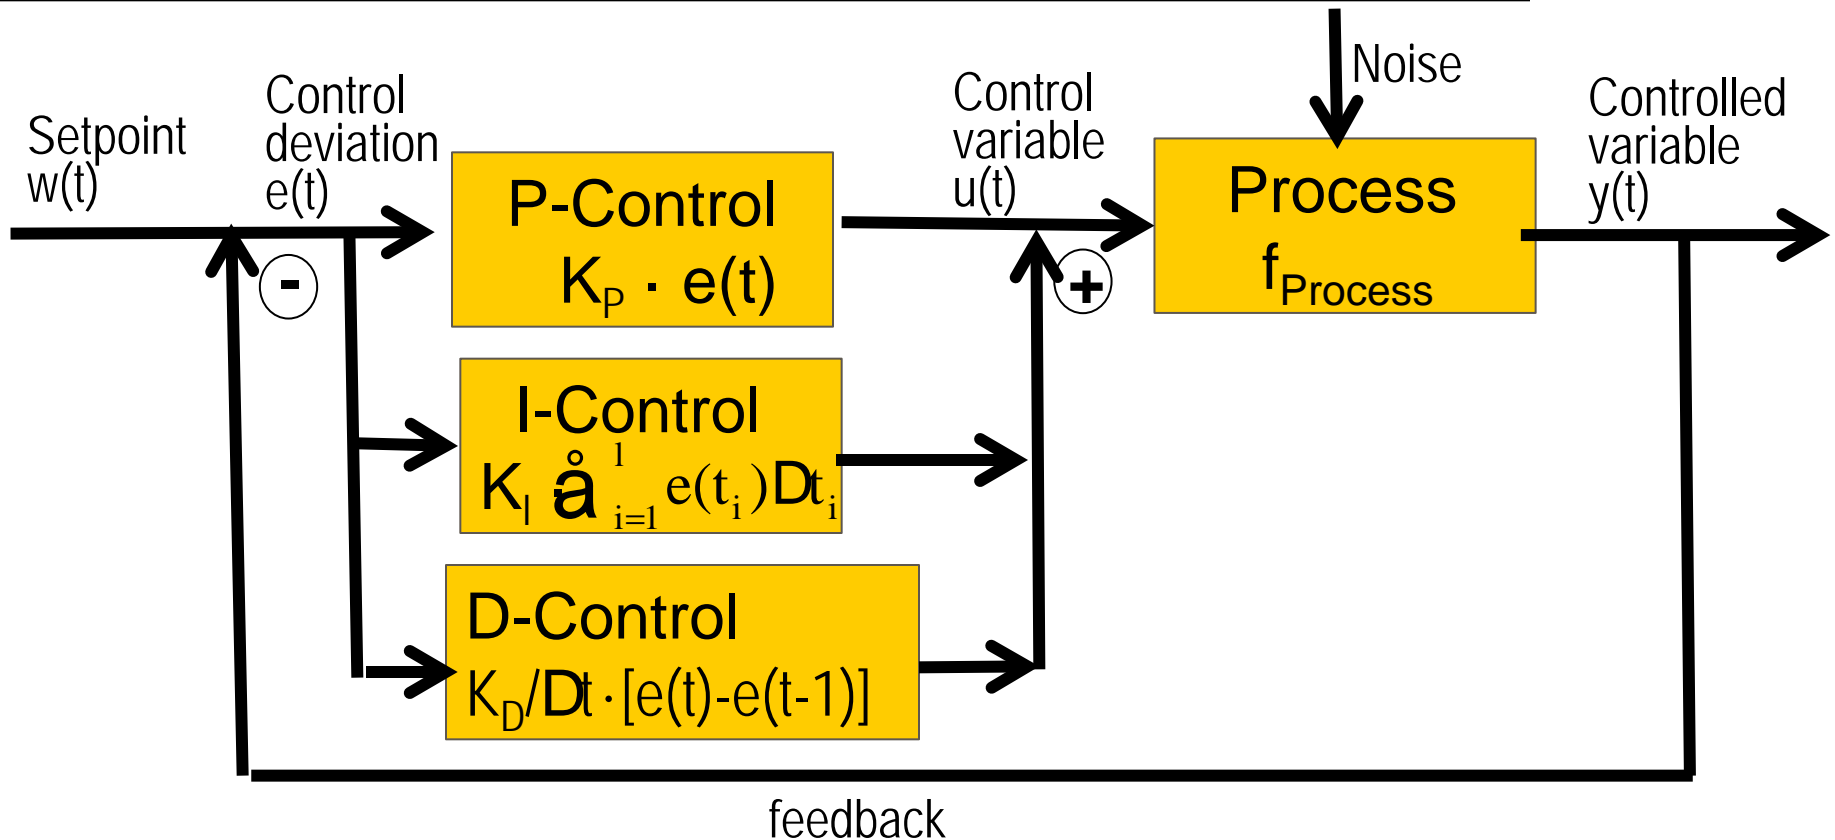 Noise
Setpoint
w(t)
Control
deviation
e(t)
Control
variable
u(t)
Controlled
variable
y(t)
-
P-Control
K_P · e(t)
+
Process
f_Process
I-Control
K_I å_{i=1}^{l} e(t_i)Dt_i
D-Control
K_D/Dt·[e(t)-e(t-1)]
feedback